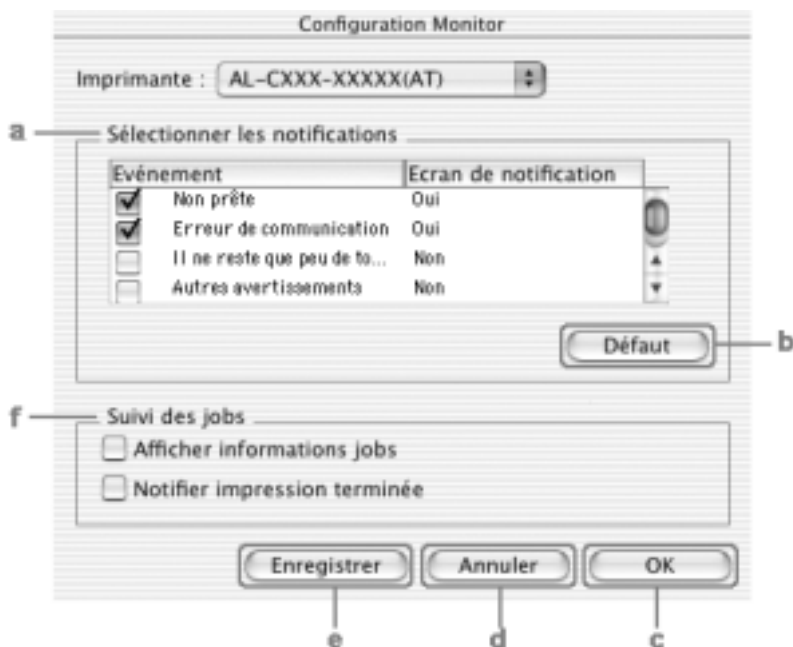 Configuration Monitor
Imprimante : AL-CXXX-XXXXX(AT)
a Sélectionner les notifications
Evénement Ecran de notification
Non prête Oui
Erreur de communication Oui
Il ne reste que peu de to... Non
Autres avertissements Non
Défaut b
f Suivi des jobs
Afficher informations jobs
Notifier impression terminée
Enregistrer Annuler OK
e d c